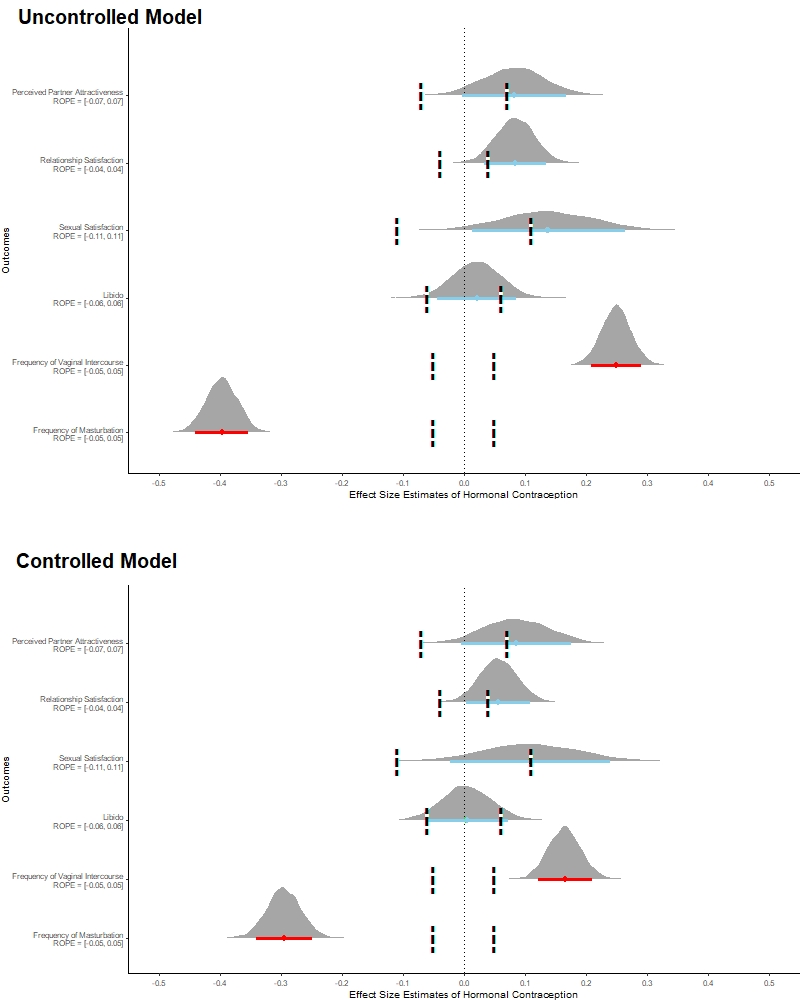 Uncontrolled Model
Perceived Partner Attractiveness
ROPE = [-0.07, 0.07]
Relationship Satisfaction
ROPE = [-0.04, 0.04]
Sexual Satisfaction
ROPE = [-0.11, 0.11]
Libido
ROPE = [-0.06, 0.06]
Frequency of Vaginal Intercourse
ROPE = [-0.05, 0.05]
Frequency of Masturbation
ROPE = [-0.05, 0.05]
Outcomes
-0.5 -0.4 -0.3 -0.2 -0.1 0.0 0.1 0.2 0.3 0.4 0.5
Effect Size Estimates of Hormonal Contraception
Controlled Model
Perceived Partner Attractiveness
ROPE = [-0.07, 0.07]
Relationship Satisfaction
ROPE = [-0.04, 0.04]
Sexual Satisfaction
ROPE = [-0.11, 0.11]
Libido
ROPE = [-0.06, 0.06]
Frequency of Vaginal Intercourse
ROPE = [-0.05, 0.05]
Frequency of Masturbation
ROPE = [-0.05, 0.05]
Outcomes
-0.5 -0.4 -0.3 -0.2 -0.1 0.0 0.1 0.2 0.3 0.4 0.5
Effect Size Estimates of Hormonal Contraception